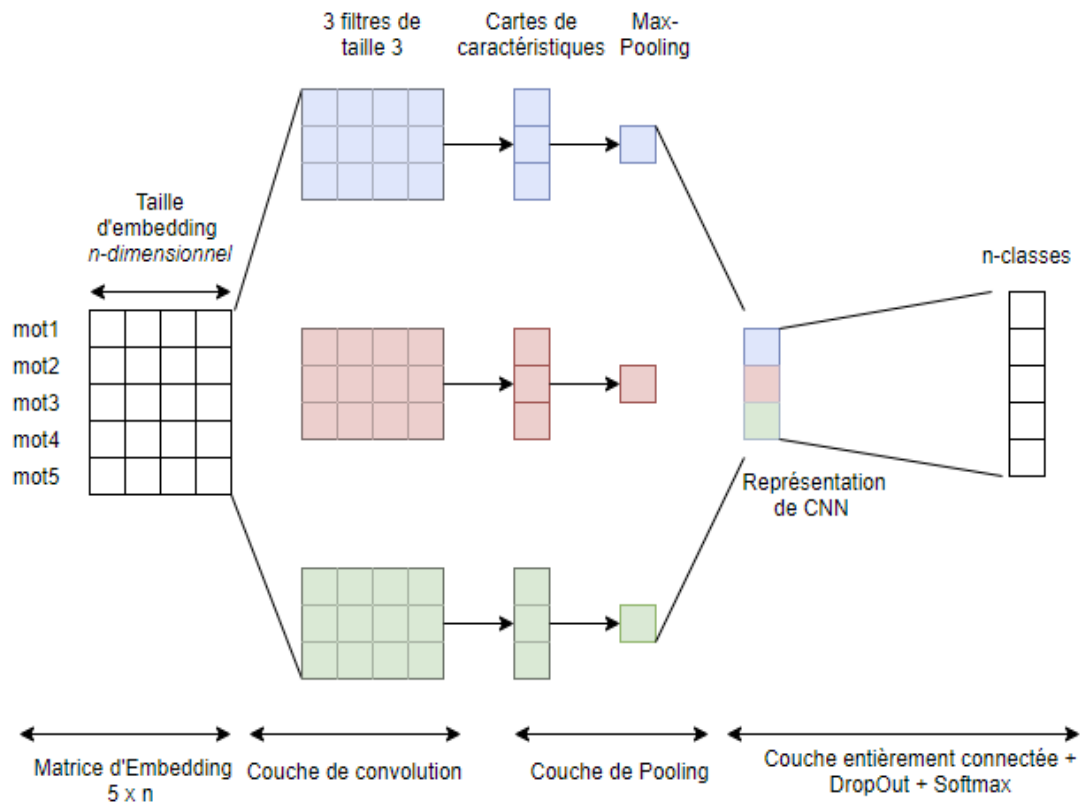 3 filtres de
taille 3
Cartes de
caractéristiques
Max-
Pooling
Taille
d'embedding
n-dimensionnel
n-classes
mot1
mot2
mot3
mot4
mot5
Représentation
de CNN
Matrice d'Embedding
5 x n
Couche de convolution
Couche de Pooling
Couche entièrement connectée +
DropOut + Softmax